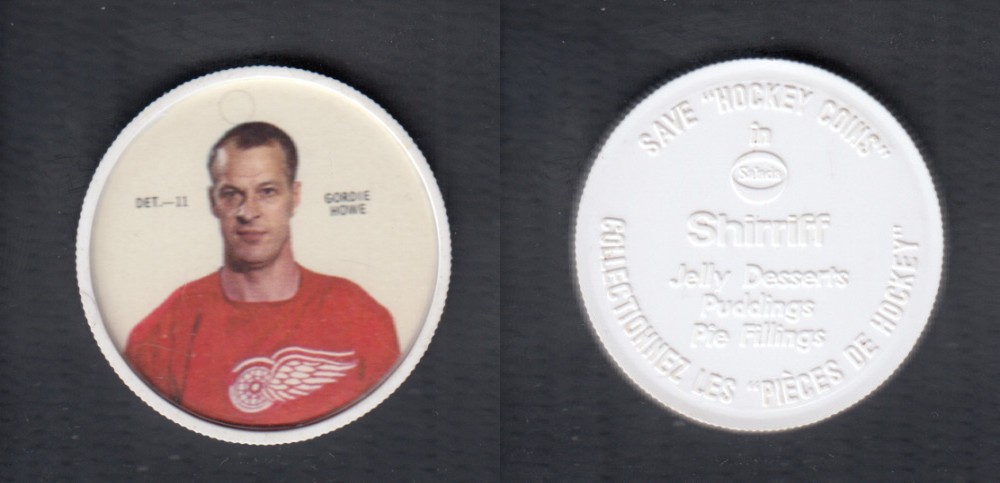 DET.—11
GORDIE
HOWE
SAVE "HOCKEY COINS"
in
Salada
Shirriff
Jelly Desserts
Puddings
Pie Fillings
COLLECTIONNEZ LES "PIÈCES DE HOCKEY"